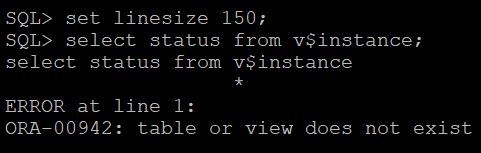 SQL> set linesize 150;
SQL> select status from v$instance;
select status from v$instance
                   *
ERROR at line 1:
ORA-00942: table or view does not exist